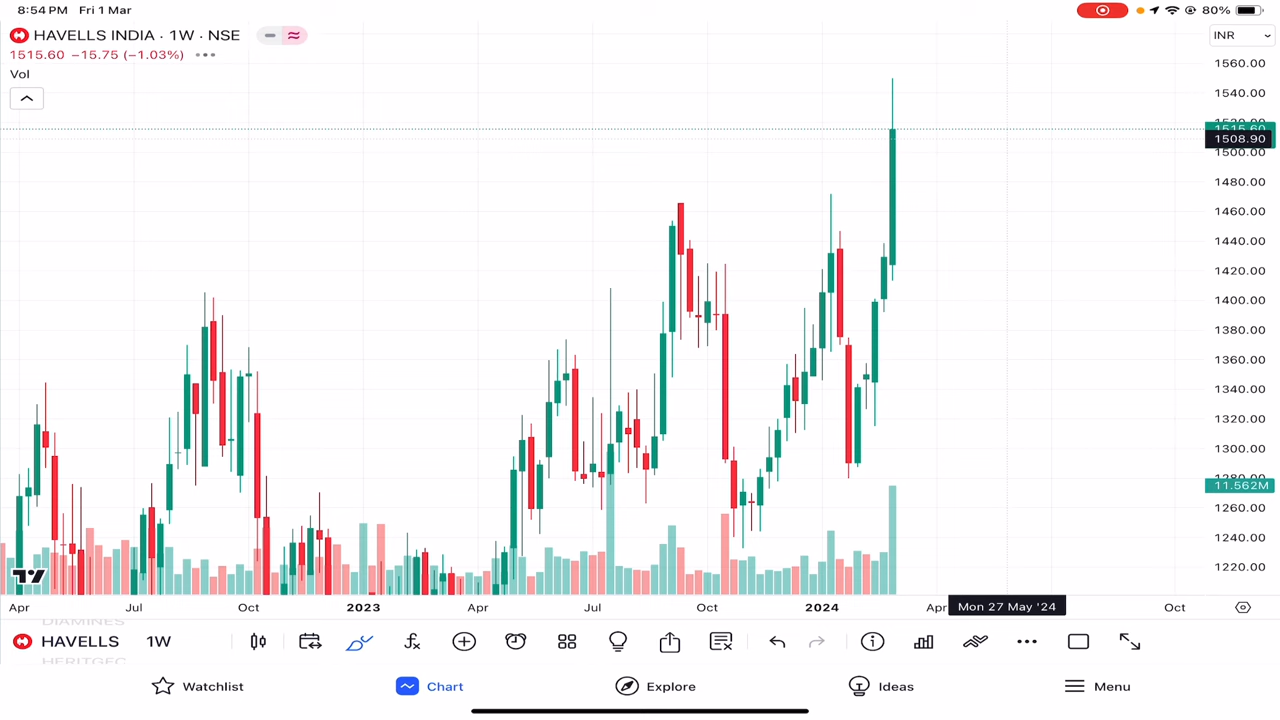 8:54 PM Fri 1 Mar
80%
HAVELLS INDIA · 1W · NSE
1515.60 −15.75 (−1.03%)
Vol
INR
1560.00
1540.00
1515.60
1508.90
1500.00
1480.00
1460.00
1440.00
1420.00
1400.00
1380.00
1360.00
1340.00
1320.00
1300.00
11.562M
1260.00
1240.00
1220.00
Apr Jul Oct 2023 Apr Jul Oct 2024 Apr Mon 27 May '24 Oct
DIAMINES
HAVELLS 1W
Watchlist Chart Explore Ideas Menu